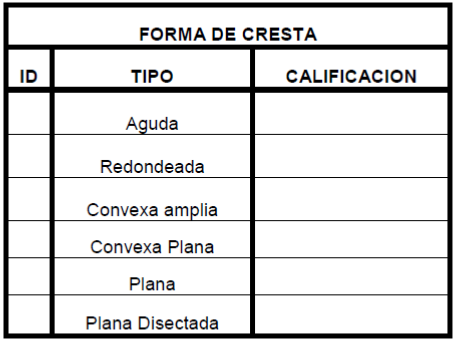 FORMA DE CRESTA
ID TIPO CALIFICACION
Aguda
Redondeada
Convexa amplia
Convexa Plana
Plana
Plana Disectada